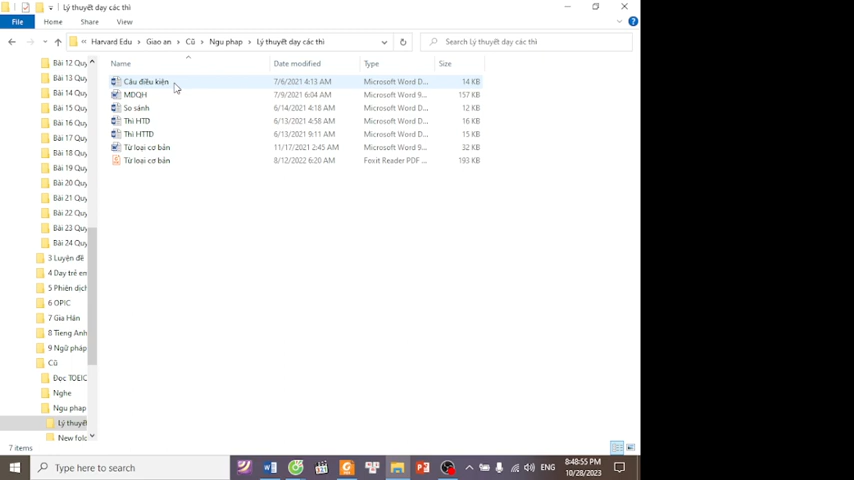 Lý thuyết dạy các thì
File Home Share View
« Harvard Edu > Giao an > Cũ > Ngu phap > Lý thuyết dạy các thì
Search Lý thuyết dạy các thì
Name Date modified Type Size
Câu điều kiện 7/6/2021 4:13 AM Microsoft Word D... 14 KB
MDQH 7/9/2021 6:04 AM Microsoft Word 9... 157 KB
So sánh 6/14/2021 4:18 AM Microsoft Word D... 12 KB
Thì HTD 6/13/2021 4:58 AM Microsoft Word D... 16 KB
Thì HTTD 6/13/2021 9:11 AM Microsoft Word D... 15 KB
Từ loại cơ bản 11/17/2021 2:45 AM Microsoft Word 9... 32 KB
Từ loại cơ bản 8/12/2022 6:20 AM Foxit Reader PDF ... 193 KB
Bài 12 Quy
Bài 13 Quy
Bài 14 Quy
Bài 15 Quy
Bài 16 Quy
Bài 17 Quy
Bài 18 Quy
Bài 19 Quy
Bài 20 Quy
Bài 21 Quy
Bài 22 Quy
Bài 23 Quy
Bài 24 Quy
3 Luyện đề
4 Day trẻ em
5 Phiên dịch
6 OPIC
7 Gia Hân
8 Tieng Anh
9 Ngữ pháp
Cũ
Đọc TOEIC
Nghe
Ngu phap
Lý thuyết
New fol
7 items
Type here to search
ENG
8:48:55 PM
10/28/2023